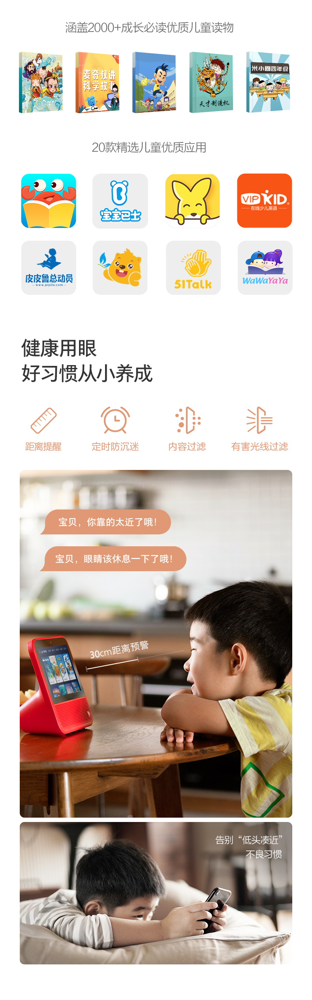 涵盖2000+成长必读优质儿童读物
麦夺叔讲
科学故事
天才制造机
米小圈四年级
20款精选儿童优质应用
宝宝巴士
VIPKID
在线少儿英语
皮皮鲁总动员
www.pipilu.com
51Talk
WaWaYaYa
健康用眼
好习惯从小养成
距离提醒
定时防沉迷
内容过滤
有害光线过滤
宝贝，你靠的太近了哦！
宝贝，眼睛该休息一下了哦！
30cm距离预警
告别“低头凑近”
不良习惯